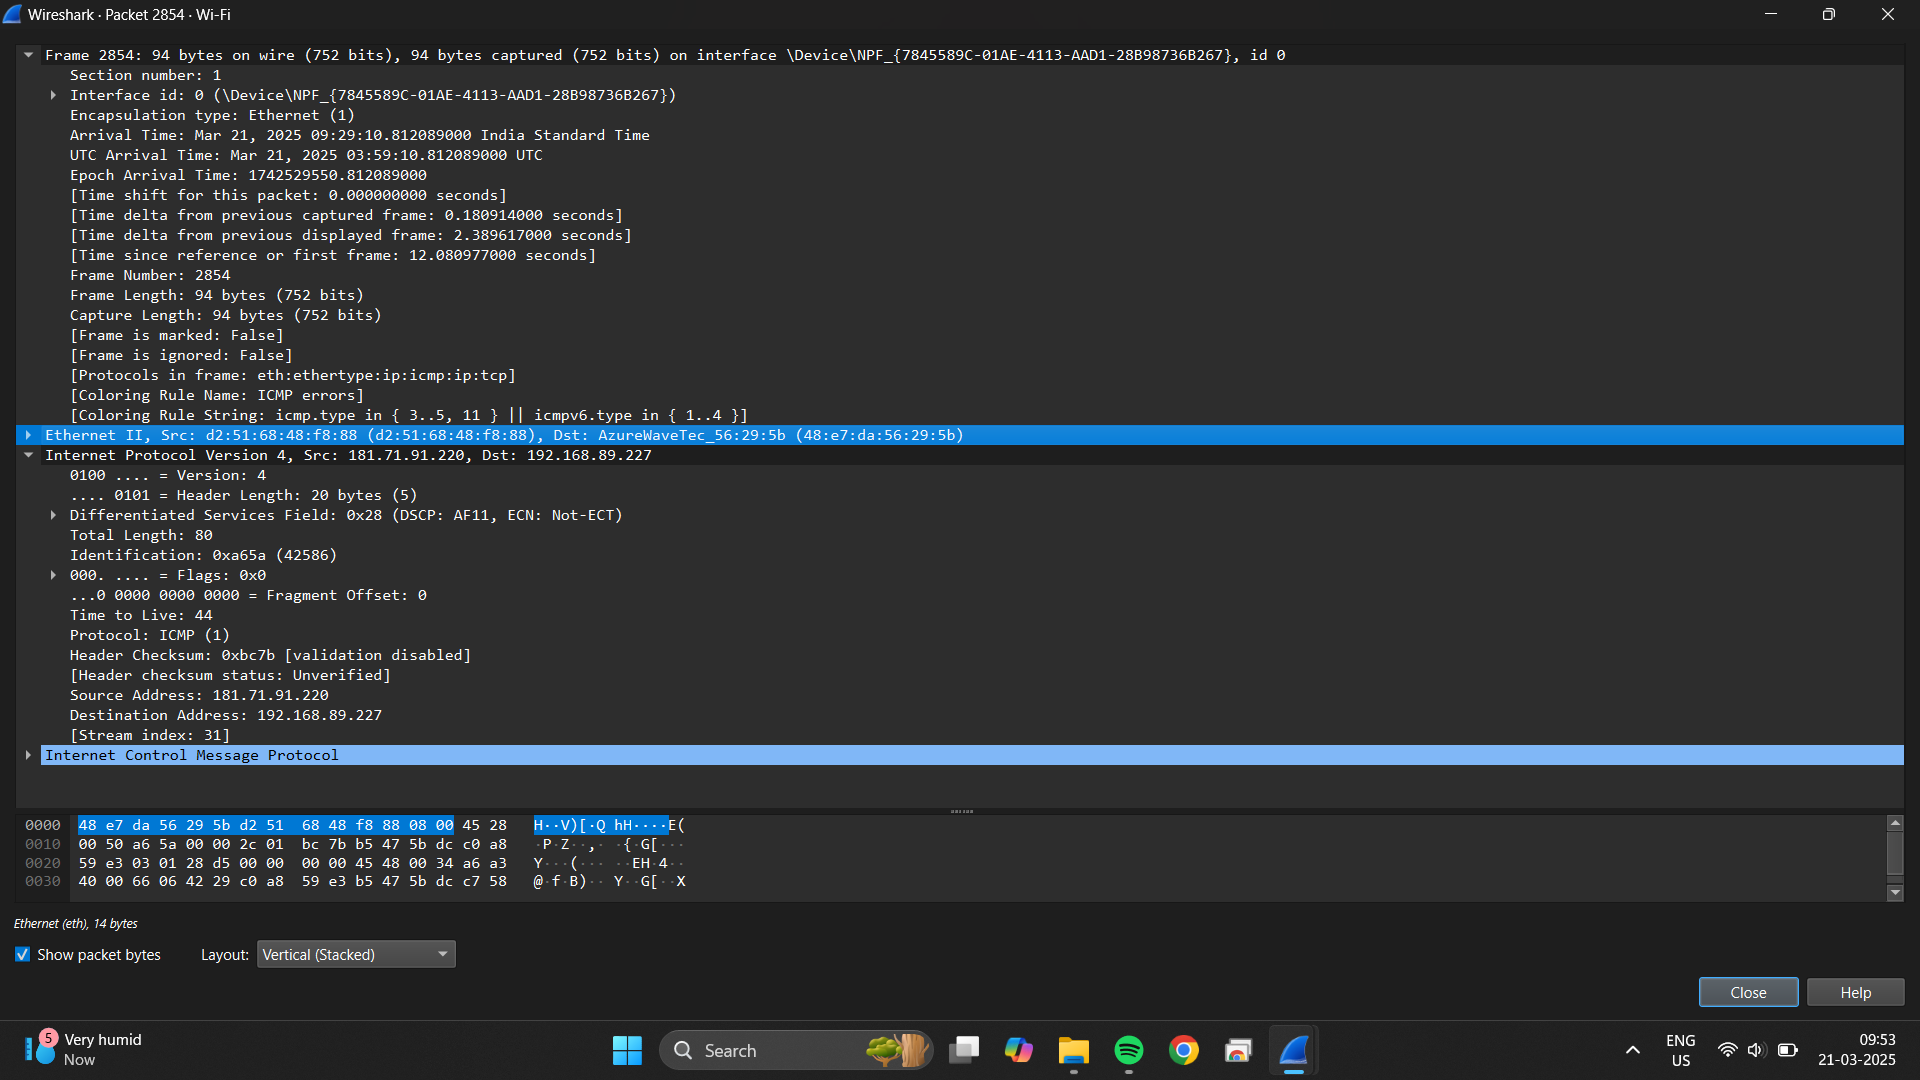 Wireshark · Packet 2854 · Wi-Fi
Frame 2854: 94 bytes on wire (752 bits), 94 bytes captured (752 bits) on interface \Device\NPF_{7845589C-01AE-4113-AAD1-28B98736B267}, id 0
Section number: 1
Interface id: 0 (\Device\NPF_{7845589C-01AE-4113-AAD1-28B98736B267})
Encapsulation type: Ethernet (1)
Arrival Time: Mar 21, 2025 09:29:10.812089000 India Standard Time
UTC Arrival Time: Mar 21, 2025 03:59:10.812089000 UTC
Epoch Arrival Time: 1742529550.812089000
[Time shift for this packet: 0.000000000 seconds]
[Time delta from previous captured frame: 0.180914000 seconds]
[Time delta from previous displayed frame: 2.389617000 seconds]
[Time since reference or first frame: 12.080977000 seconds]
Frame Number: 2854
Frame Length: 94 bytes (752 bits)
Capture Length: 94 bytes (752 bits)
[Frame is marked: False]
[Frame is ignored: False]
[Protocols in frame: eth:ethertype:ip:icmp:ip:tcp]
[Coloring Rule Name: ICMP errors]
[Coloring Rule String: icmp.type in { 3..5, 11 } || icmpv6.type in { 1..4 }]
Ethernet II, Src: d2:51:68:48:f8:88 (d2:51:68:48:f8:88), Dst: AzureWaveTec_56:29:5b (48:e7:da:56:29:5b)
Internet Protocol Version 4, Src: 181.71.91.220, Dst: 192.168.89.227
0100 .... = Version: 4
.... 0101 = Header Length: 20 bytes (5)
Differentiated Services Field: 0x28 (DSCP: AF11, ECN: Not-ECT)
Total Length: 80
Identification: 0xa65a (42586)
000. .... = Flags: 0x0
...0 0000 0000 0000 = Fragment Offset: 0
Time to Live: 44
Protocol: ICMP (1)
Header Checksum: 0xbc7b [validation disabled]
[Header checksum status: Unverified]
Source Address: 181.71.91.220
Destination Address: 192.168.89.227
[Stream index: 31]
Internet Control Message Protocol
0000 48 e7 da 56 29 5b d2 51 68 48 f8 88 08 00 45 28 H··V)[·Q hH····E(
0010 00 50 a6 5a 00 00 2c 01 bc 7b b5 47 5b dc c0 a8 ·P·Z··,· ·{·G[···
0020 59 e3 03 01 28 d5 00 00 00 00 45 48 00 34 a6 a3 Y···(··· ··EH·4··
0030 40 00 66 06 42 29 c0 a8 59 e3 b5 47 5b dc c7 58 @·f·B)·· Y··G[··X
Ethernet (eth), 14 bytes
Show packet bytes Layout: Vertical (Stacked)
Close Help
5 Very humid
Now
Search
ENG
US
09:53
21-03-2025